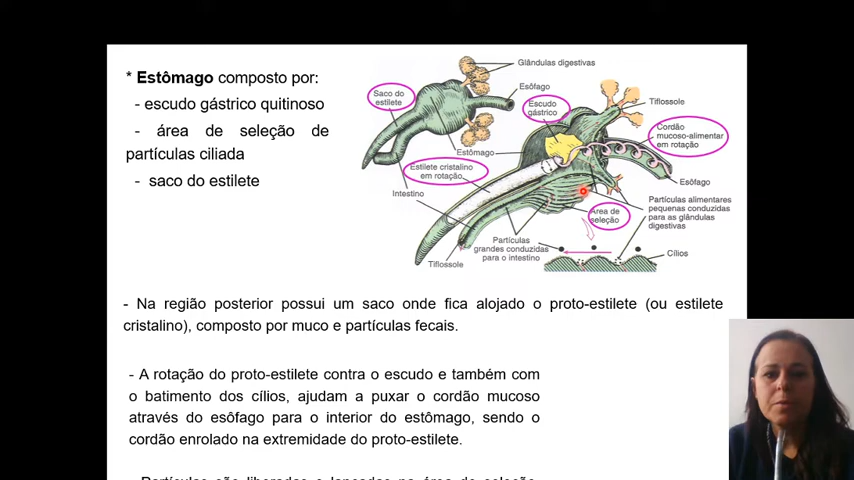 * Estômago composto por:
- escudo gástrico quitinoso
- área de seleção de
partículas ciliada
- saco do estilete
Glândulas digestivas
Saco do
estilete
Esôfago
Escudo
gástrico
Tiflossole
Cordão
mucoso-alimentar
em rotação
Estômago
Estilete cristalino
em rotação
Esôfago
Intestino
Partículas alimentares
pequenas conduzidas
para as glândulas
digestivas
Área de
seleção
Partículas
grandes conduzidas
para o intestino
Cílios
Tiflossole
- Na região posterior possui um saco onde fica alojado o proto-estilete (ou estilete
cristalino), composto por muco e partículas fecais.
- A rotação do proto-estilete contra o escudo e também com
o batimento dos cílios, ajudam a puxar o cordão mucoso
através do esôfago para o interior do estômago, sendo o
cordão enrolado na extremidade do proto-estilete.